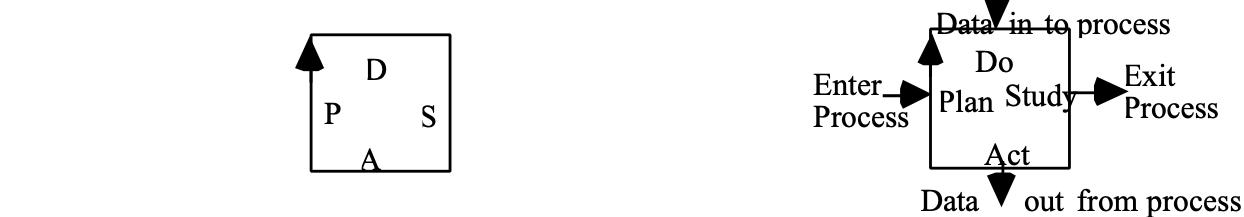 D
P
S
A
Data in to process
Do
Enter
Process
Plan
Study
Exit
Process
Act
Data out from process